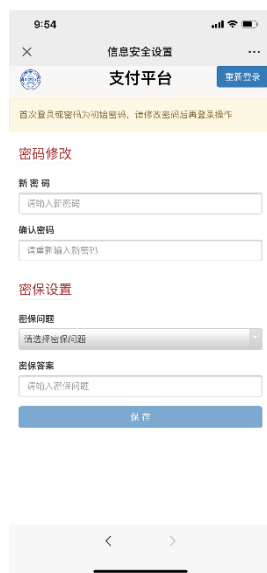 9:54
信息安全设置
支付平台
重新登录
首次登录或密码为初始密码，请修改密码后再登录操作
密码修改
新 密 码
请输入新密码
确认密码
请重新输入新密码
密保设置
密保问题
请选择密保问题
密保答案
请输入密保问题
保 存